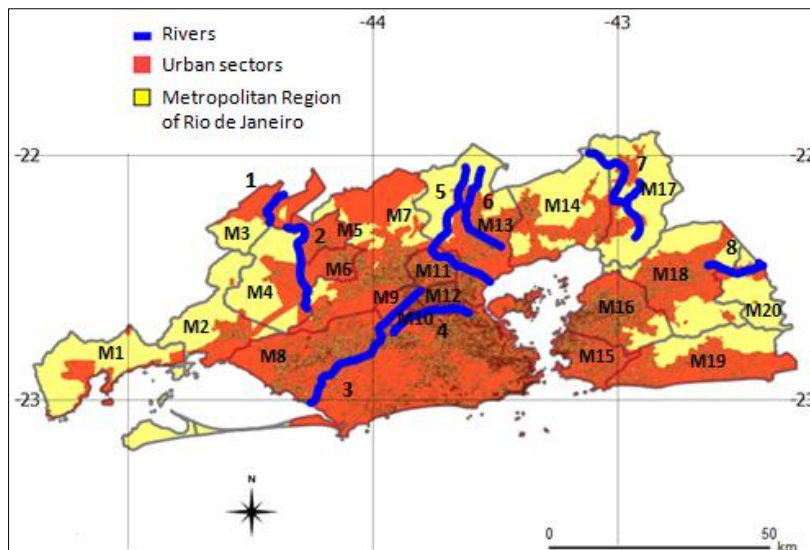 -44
-43
Rivers
Urban sectors
Metropolitan Region
of Rio de Janeiro
-22
-22
1
5
7
6
M17
2
M7
M14
M3
M5
M13
8
M6
M11
M18
M4
M9
M12
M16
M20
M2
M10
4
M1
M8
M15
M19
3
-23
-23
N
0
50
km